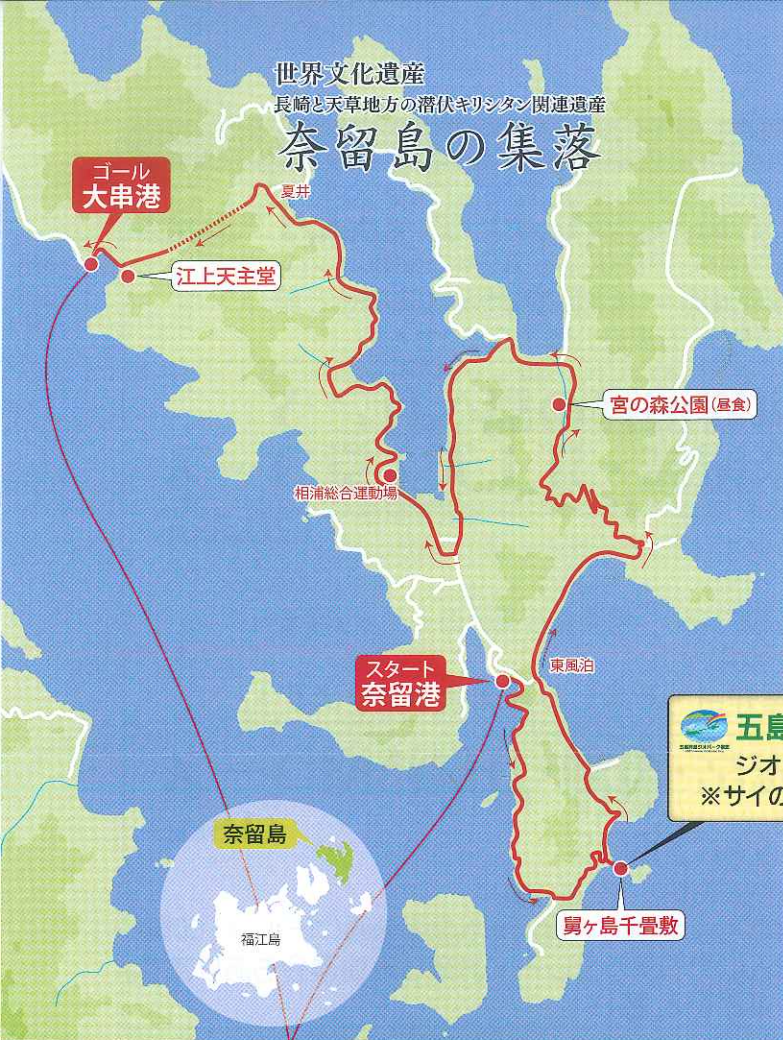 世界文化遺産
長崎と天草地方の潜伏キリシタン関連遺産
奈留島の集落
ゴール
大串港
夏井
江上天主堂
宮の森公園(昼食)
相浦総合運動場
スタート
奈留港
東風泊
五島
ジオ
※サイの
奈留島
福江島
舅ヶ島千畳敷